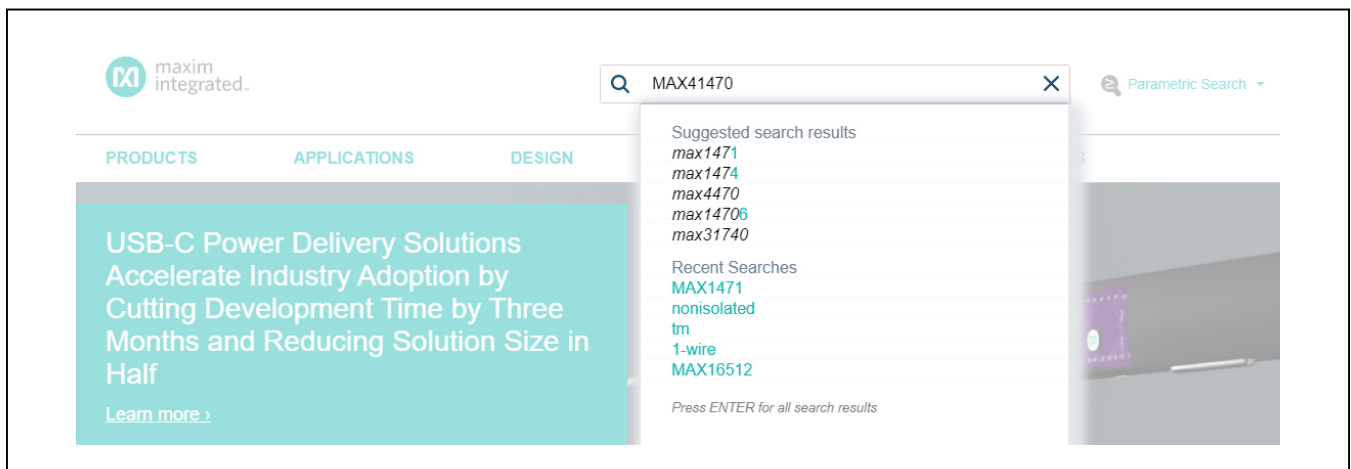 maxim
integrated™
MAX41470
Parametric Search
PRODUCTS APPLICATIONS DESIGN
Suggested search results
max1471
max1474
max4470
max14706
max31740
Recent Searches
MAX1471
nonisolated
tm
1-wire
MAX16512
Press ENTER for all search results
USB-C Power Delivery Solutions
Accelerate Industry Adoption by
Cutting Development Time by Three
Months and Reducing Solution Size in
Half
Learn more ›